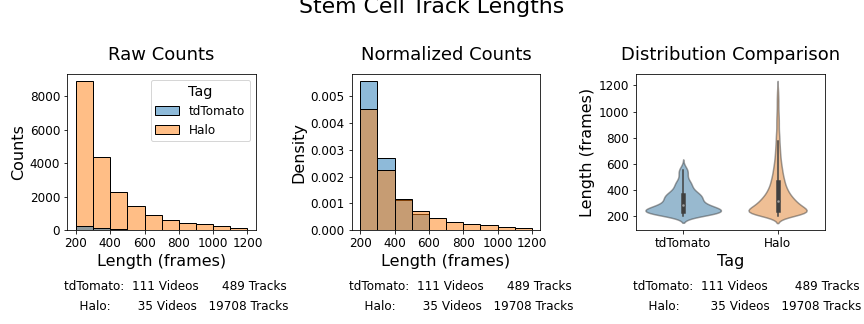 Stem Cell Track Lengths
Raw Counts
Counts
8000
6000
4000
2000
0
Tag
tdTomato
Halo
200 400 600 800 1000 1200
Length (frames)
tdTomato: 111 Videos 489 Tracks
Halo: 35 Videos 19708 Tracks
Normalized Counts
Density
0.005
0.004
0.003
0.002
0.001
0.000
200 400 600 800 1000 1200
Length (frames)
tdTomato: 111 Videos 489 Tracks
Halo: 35 Videos 19708 Tracks
Distribution Comparison
Length (frames)
1200
1000
800
600
400
200
tdTomato Halo
Tag
tdTomato: 111 Videos 489 Tracks
Halo: 35 Videos 19708 Tracks